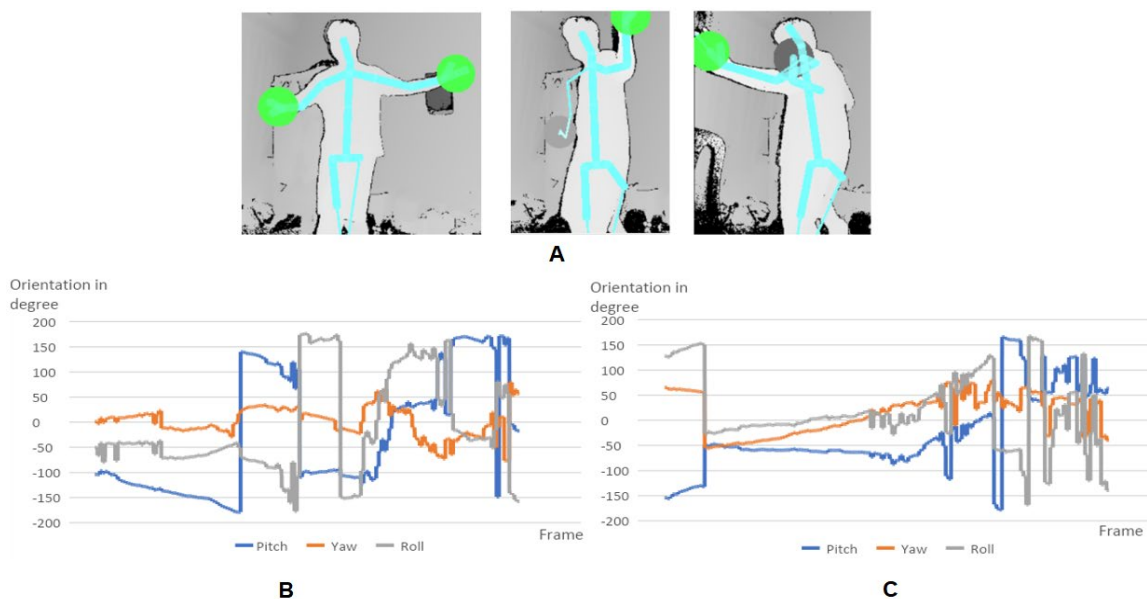 A
Orientation in
degree
200
150
100
50
0
-50
-100
-150
-200
Frame
Pitch Yaw Roll
B
Orientation in
degree
200
150
100
50
0
-50
-100
-150
-200
Frame
Pitch Yaw Roll
C